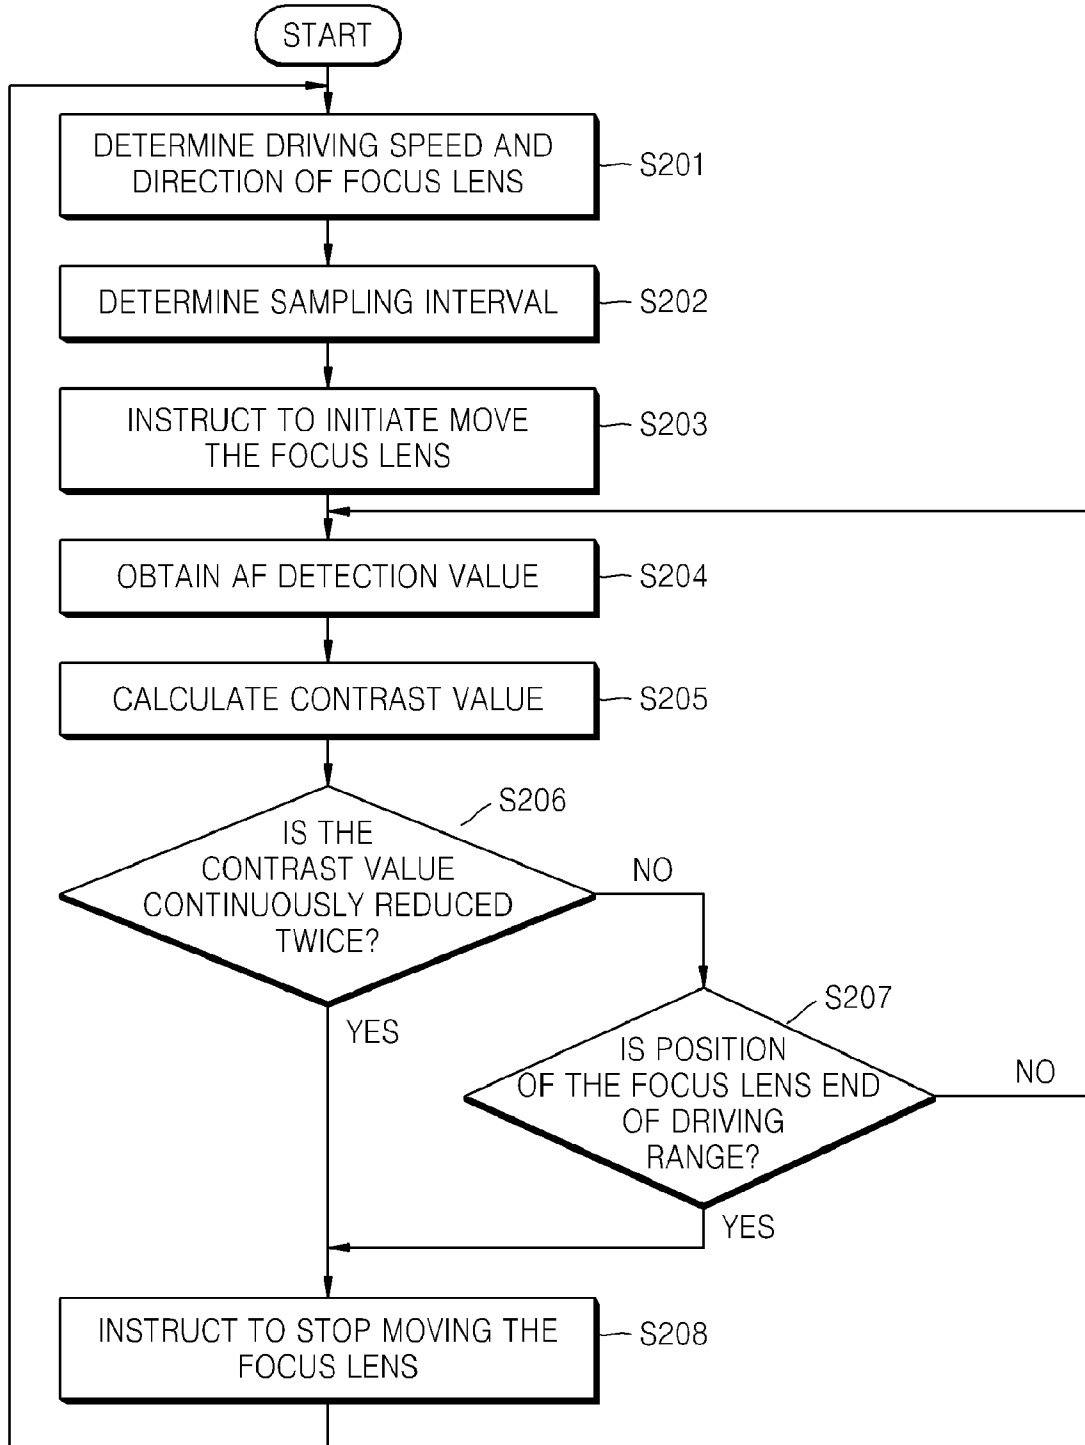 START
DETERMINE DRIVING SPEED AND
DIRECTION OF FOCUS LENS
S201
DETERMINE SAMPLING INTERVAL
S202
INSTRUCT TO INITIATE MOVE
THE FOCUS LENS
S203
OBTAIN AF DETECTION VALUE
S204
CALCULATE CONTRAST VALUE
S205
S206
IS THE
CONTRAST VALUE
CONTINUOUSLY REDUCED
TWICE?
NO
YES
S207
IS POSITION
OF THE FOCUS LENS END
OF DRIVING
RANGE?
NO
YES
INSTRUCT TO STOP MOVING THE
FOCUS LENS
S208